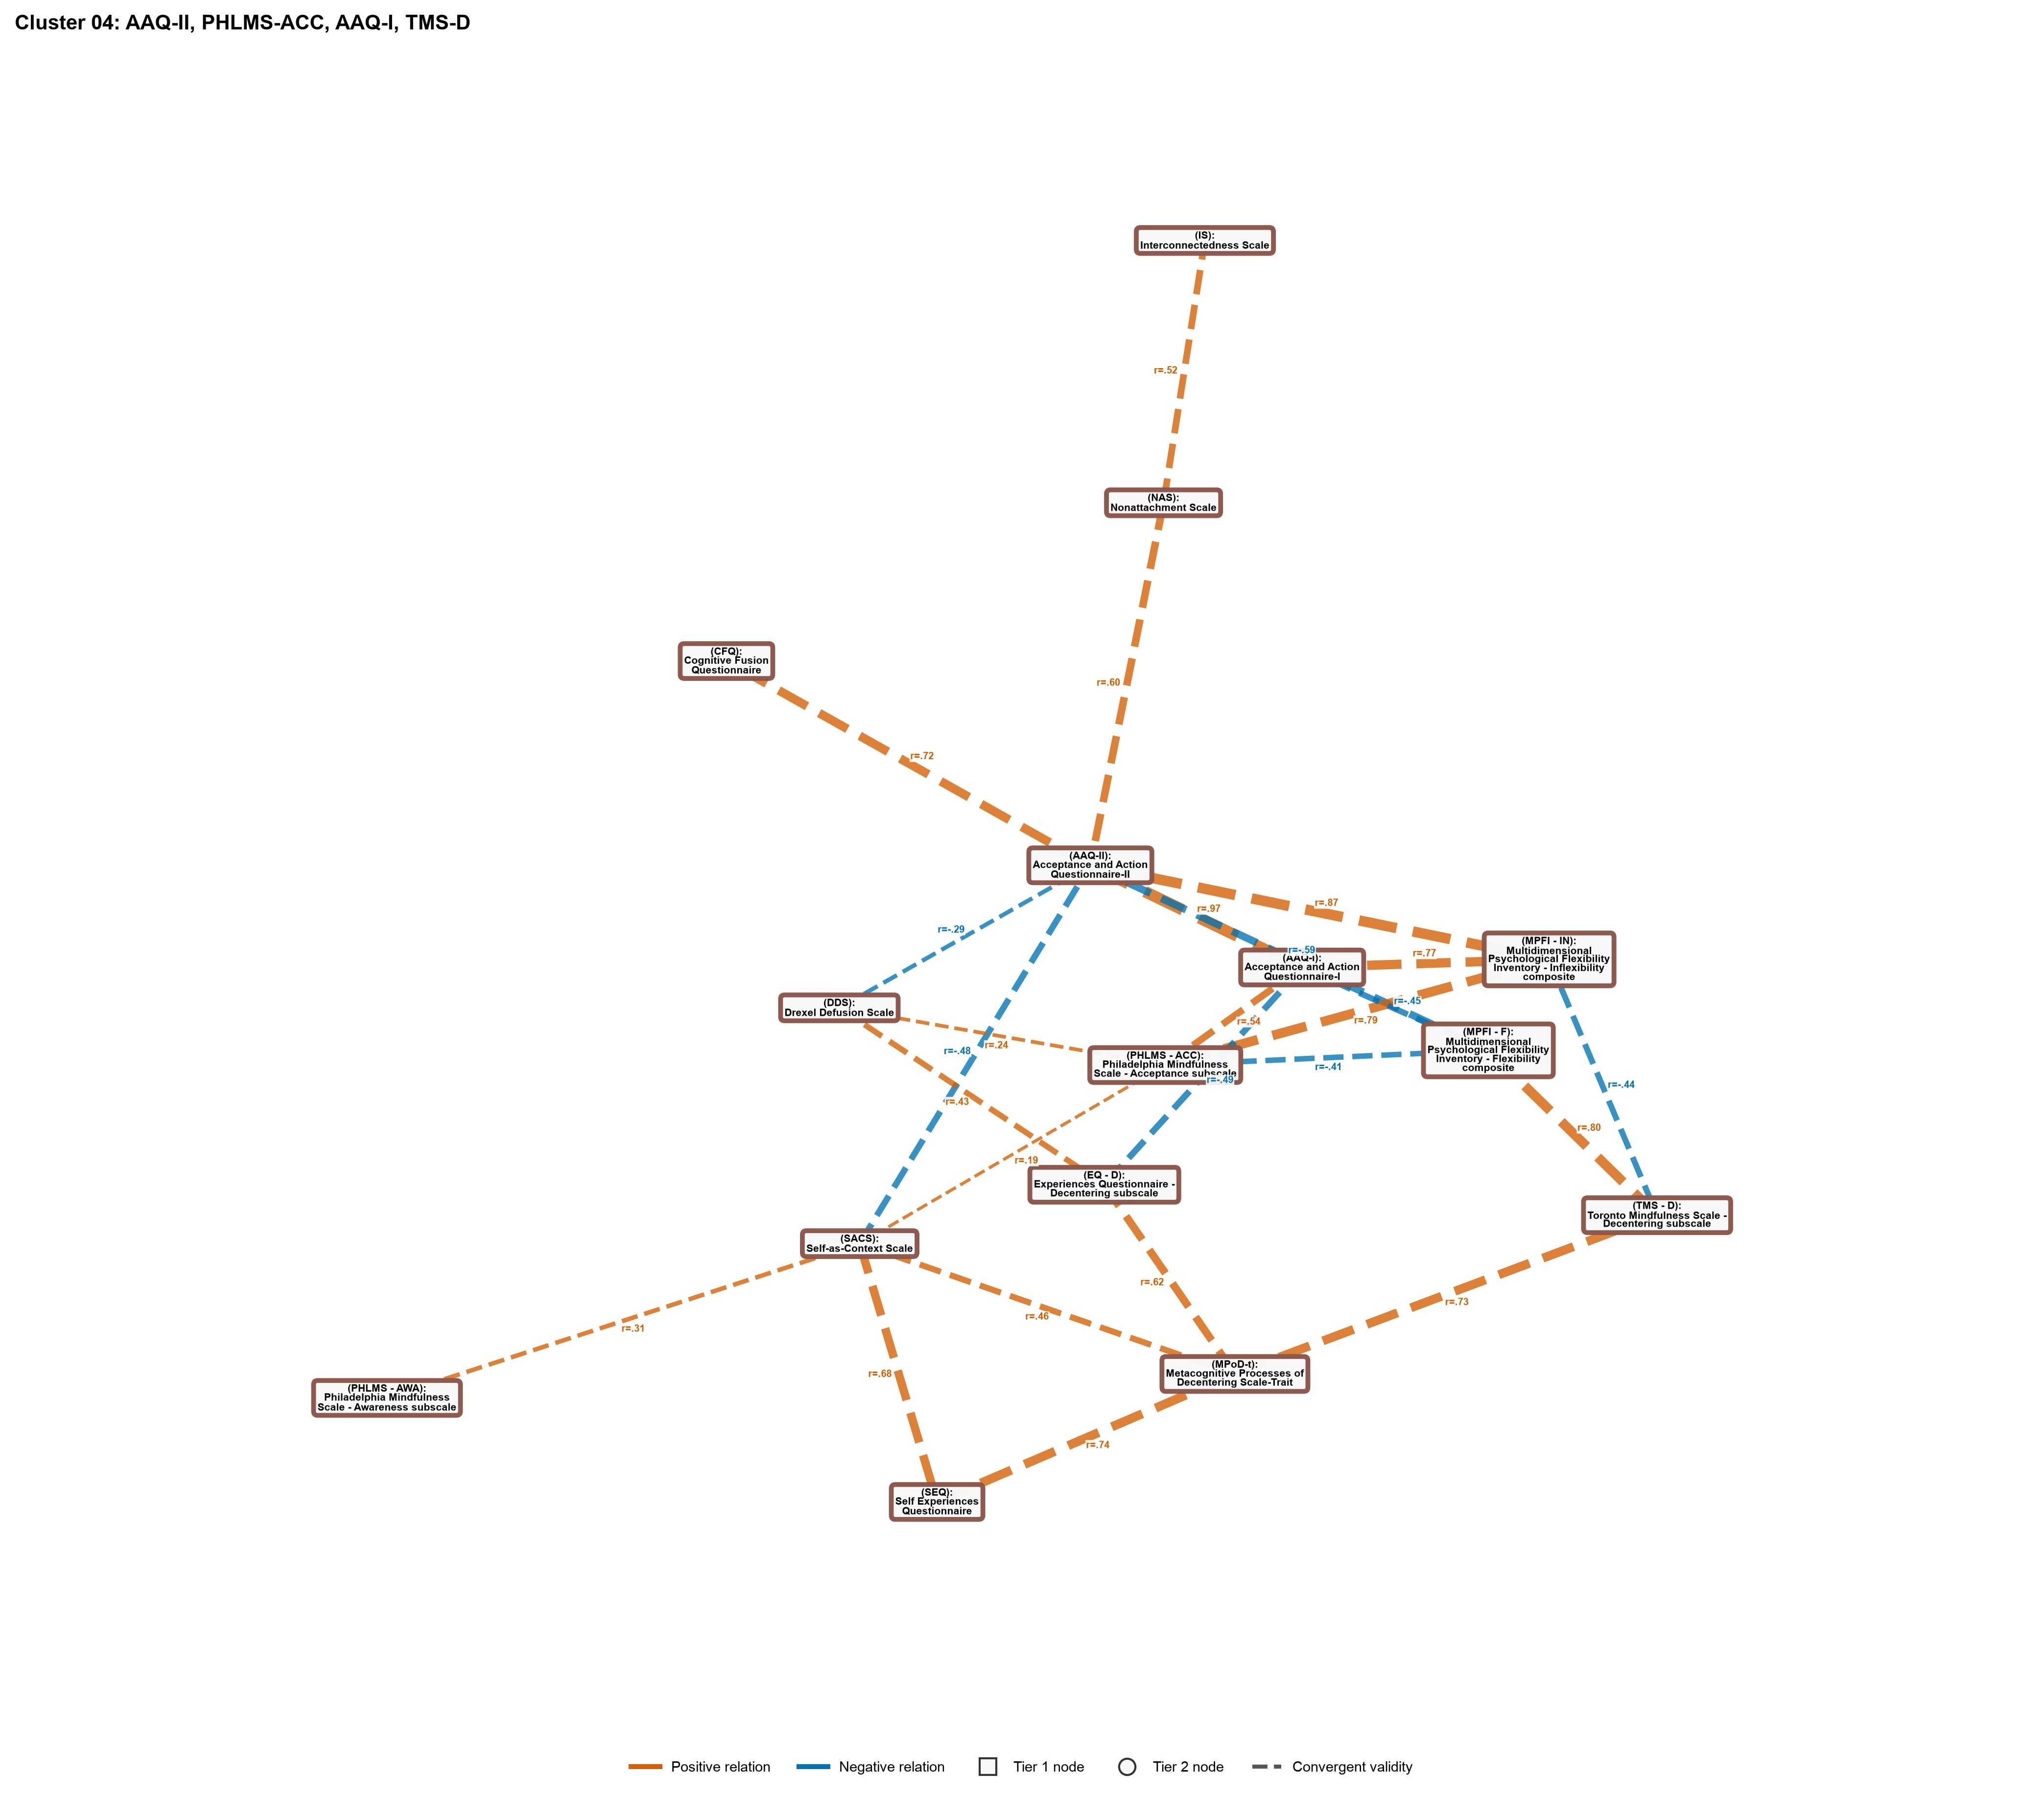 Cluster 04: AAQ-II, PHLMS-ACC, AAQ-I, TMS-D
(IS):
Interconnectedness Scale
r=.52
(NAS):
Nonattachment Scale
r=.60
(CFQ):
Cognitive Fusion
Questionnaire
r=.72
(AAQ-II):
Acceptance and Action
Questionnaire-II
r=.87
r=.97
r=-.29
r=-.59
(AAQ-I):
Acceptance and Action
Questionnaire-I
r=.77
(MPFI - IN):
Multidimensional
Psychological Flexibility
Inventory - Inflexibility
composite
r=-.45
(DDS):
Drexel Defusion Scale
r=.54
r=.79
r=-.48
r=.24
(PHLMS - ACC):
Philadelphia Mindfulness
Scale - Acceptance subscale
r=-.49
r=-.41
(MPFI - F):
Multidimensional
Psychological Flexibility
Inventory - Flexibility
composite
r=-.44
r=.43
r=.80
r=.19
(EQ - D):
Experiences Questionnaire -
Decentering subscale
(TMS - D):
Toronto Mindfulness Scale -
Decentering subscale
(SACS):
Self-as-Context Scale
r=.62
r=.73
r=.46
r=.31
r=.68
(MPoD-t):
Metacognitive Processes of
Decentering Scale-Trait
(PHLMS - AWA):
Philadelphia Mindfulness
Scale - Awareness subscale
r=.74
(SEQ):
Self Experiences
Questionnaire
Positive relation
Negative relation
Tier 1 node
Tier 2 node
Convergent validity